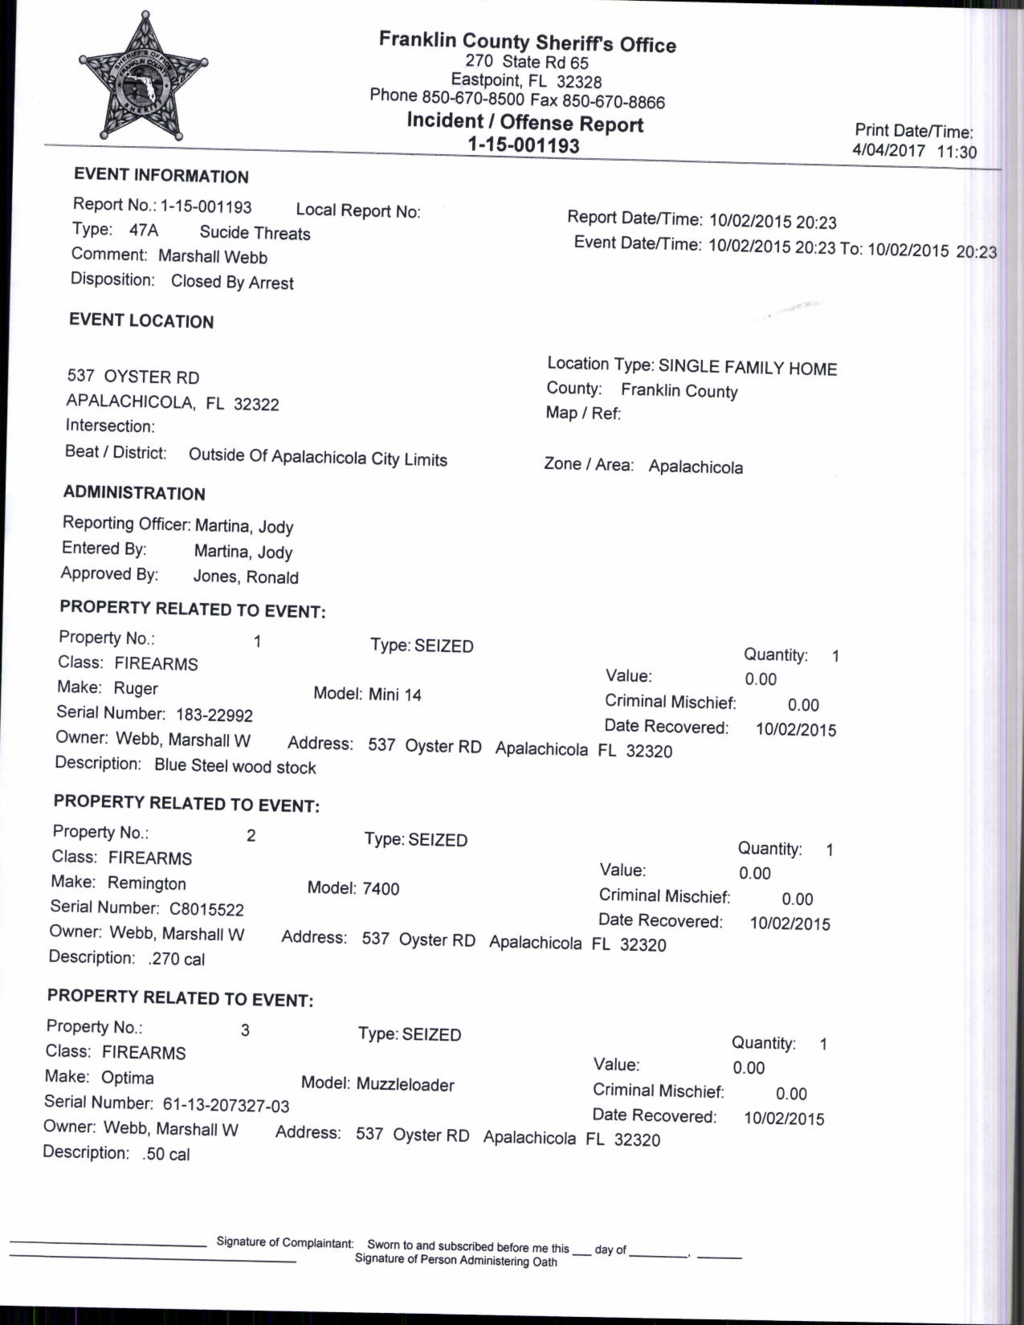 Franklin County Sheriff's Office
270 State Rd 65
Eastpoint, FL 32328
Phone 850-670-8500 Fax 850-670-8866
Incident / Offense Report
1-15-001193
Print Date/Time:
4/04/2017 11:30
EVENT INFORMATION
Report No.: 1-15-001193 Local Report No: Report Date/Time: 10/02/2015 20:23
Type: 47A Sucide Threats Event Date/Time: 10/02/2015 20:23 To: 10/02/2015 20:23
Comment: Marshall Webb
Disposition: Closed By Arrest
EVENT LOCATION
Location Type: SINGLE FAMILY HOME
537 OYSTER RD County: Franklin County
APALACHICOLA, FL 32322 Map / Ref:
Intersection:
Beat / District: Outside Of Apalachicola City Limits Zone / Area: Apalachicola
ADMINISTRATION
Reporting Officer: Martina, Jody
Entered By: Martina, Jody
Approved By: Jones, Ronald
PROPERTY RELATED TO EVENT:
Property No.: 1 Type: SEIZED Quantity: 1
Class: FIREARMS Value: 0.00
Make: Ruger Model: Mini 14 Criminal Mischief: 0.00
Serial Number: 183-22992 Date Recovered: 10/02/2015
Owner: Webb, Marshall W Address: 537 Oyster RD Apalachicola FL 32320
Description: Blue Steel wood stock
PROPERTY RELATED TO EVENT:
Property No.: 2 Type: SEIZED Quantity: 1
Class: FIREARMS Value: 0.00
Make: Remington Model: 7400 Criminal Mischief: 0.00
Serial Number: C8015522 Date Recovered: 10/02/2015
Owner: Webb, Marshall W Address: 537 Oyster RD Apalachicola FL 32320
Description: .270 cal
PROPERTY RELATED TO EVENT:
Property No.: 3 Type: SEIZED Quantity: 1
Class: FIREARMS Value: 0.00
Make: Optima Model: Muzzleloader Criminal Mischief: 0.00
Serial Number: 61-13-207327-03 Date Recovered: 10/02/2015
Owner: Webb, Marshall W Address: 537 Oyster RD Apalachicola FL 32320
Description: .50 cal
Signature of Complaintant: Sworn to and subscribed before me this ___ day of ________, ______
Signature of Person Administering Oath